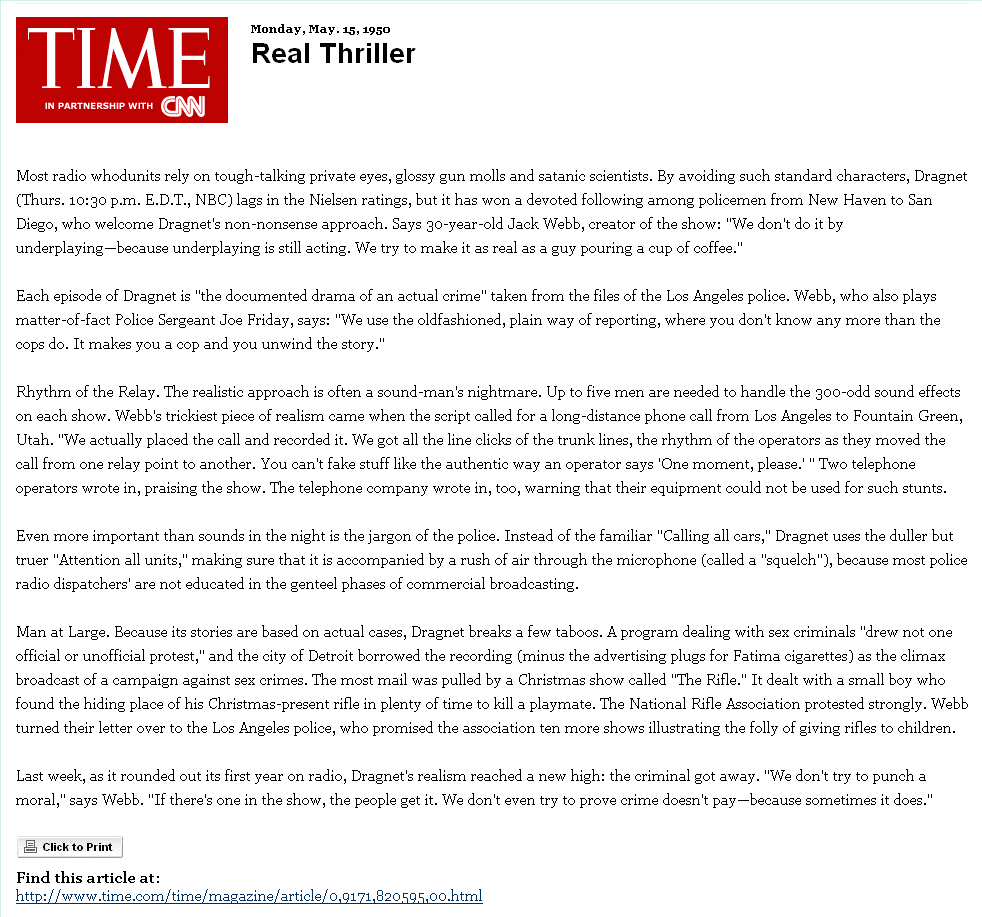 TIME
IN PARTNERSHIP WITH CNN
Monday, May. 15, 1950
Real Thriller
Most radio whodunits rely on tough-talking private eyes, glossy gun molls and satanic scientists. By avoiding such standard characters, Dragnet
(Thurs. 10:30 p.m. E.D.T., NBC) lags in the Nielsen ratings, but it has won a devoted following among policemen from New Haven to San
Diego, who welcome Dragnet's non-nonsense approach. Says 30-year-old Jack Webb, creator of the show: "We don't do it by
underplaying—because underplaying is still acting. We try to make it as real as a guy pouring a cup of coffee."
Each episode of Dragnet is "the documented drama of an actual crime" taken from the files of the Los Angeles police. Webb, who also plays
matter-of-fact Police Sergeant Joe Friday, says: "We use the oldfashioned, plain way of reporting, where you don't know any more than the
cops do. It makes you a cop and you unwind the story."
Rhythm of the Relay. The realistic approach is often a sound-man's nightmare. Up to five men are needed to handle the 300-odd sound effects
on each show. Webb's trickiest piece of realism came when the script called for a long-distance phone call from Los Angeles to Fountain Green,
Utah. "We actually placed the call and recorded it. We got all the line clicks of the trunk lines, the rhythm of the operators as they moved the
call from one relay point to another. You can't fake stuff like the authentic way an operator says 'One moment, please.' " Two telephone
operators wrote in, praising the show. The telephone company wrote in, too, warning that their equipment could not be used for such stunts.
Even more important than sounds in the night is the jargon of the police. Instead of the familiar "Calling all cars," Dragnet uses the duller but
truer "Attention all units," making sure that it is accompanied by a rush of air through the microphone (called a "squelch"), because most police
radio dispatchers' are not educated in the genteel phases of commercial broadcasting.
Man at Large. Because its stories are based on actual cases, Dragnet breaks a few taboos. A program dealing with sex criminals "drew not one
official or unofficial protest," and the city of Detroit borrowed the recording (minus the advertising plugs for Fatima cigarettes) as the climax
broadcast of a campaign against sex crimes. The most mail was pulled by a Christmas show called "The Rifle." It dealt with a small boy who
found the hiding place of his Christmas-present rifle in plenty of time to kill a playmate. The National Rifle Association protested strongly. Webb
turned their letter over to the Los Angeles police, who promised the association ten more shows illustrating the folly of giving rifles to children.
Last week, as it rounded out its first year on radio, Dragnet's realism reached a new high: the criminal got away. "We don't try to punch a
moral," says Webb. "If there's one in the show, the people get it. We don't even try to prove crime doesn't pay—because sometimes it does."
Click to Print
Find this article at:
http://www.time.com/time/magazine/article/0,9171,820595,00.html